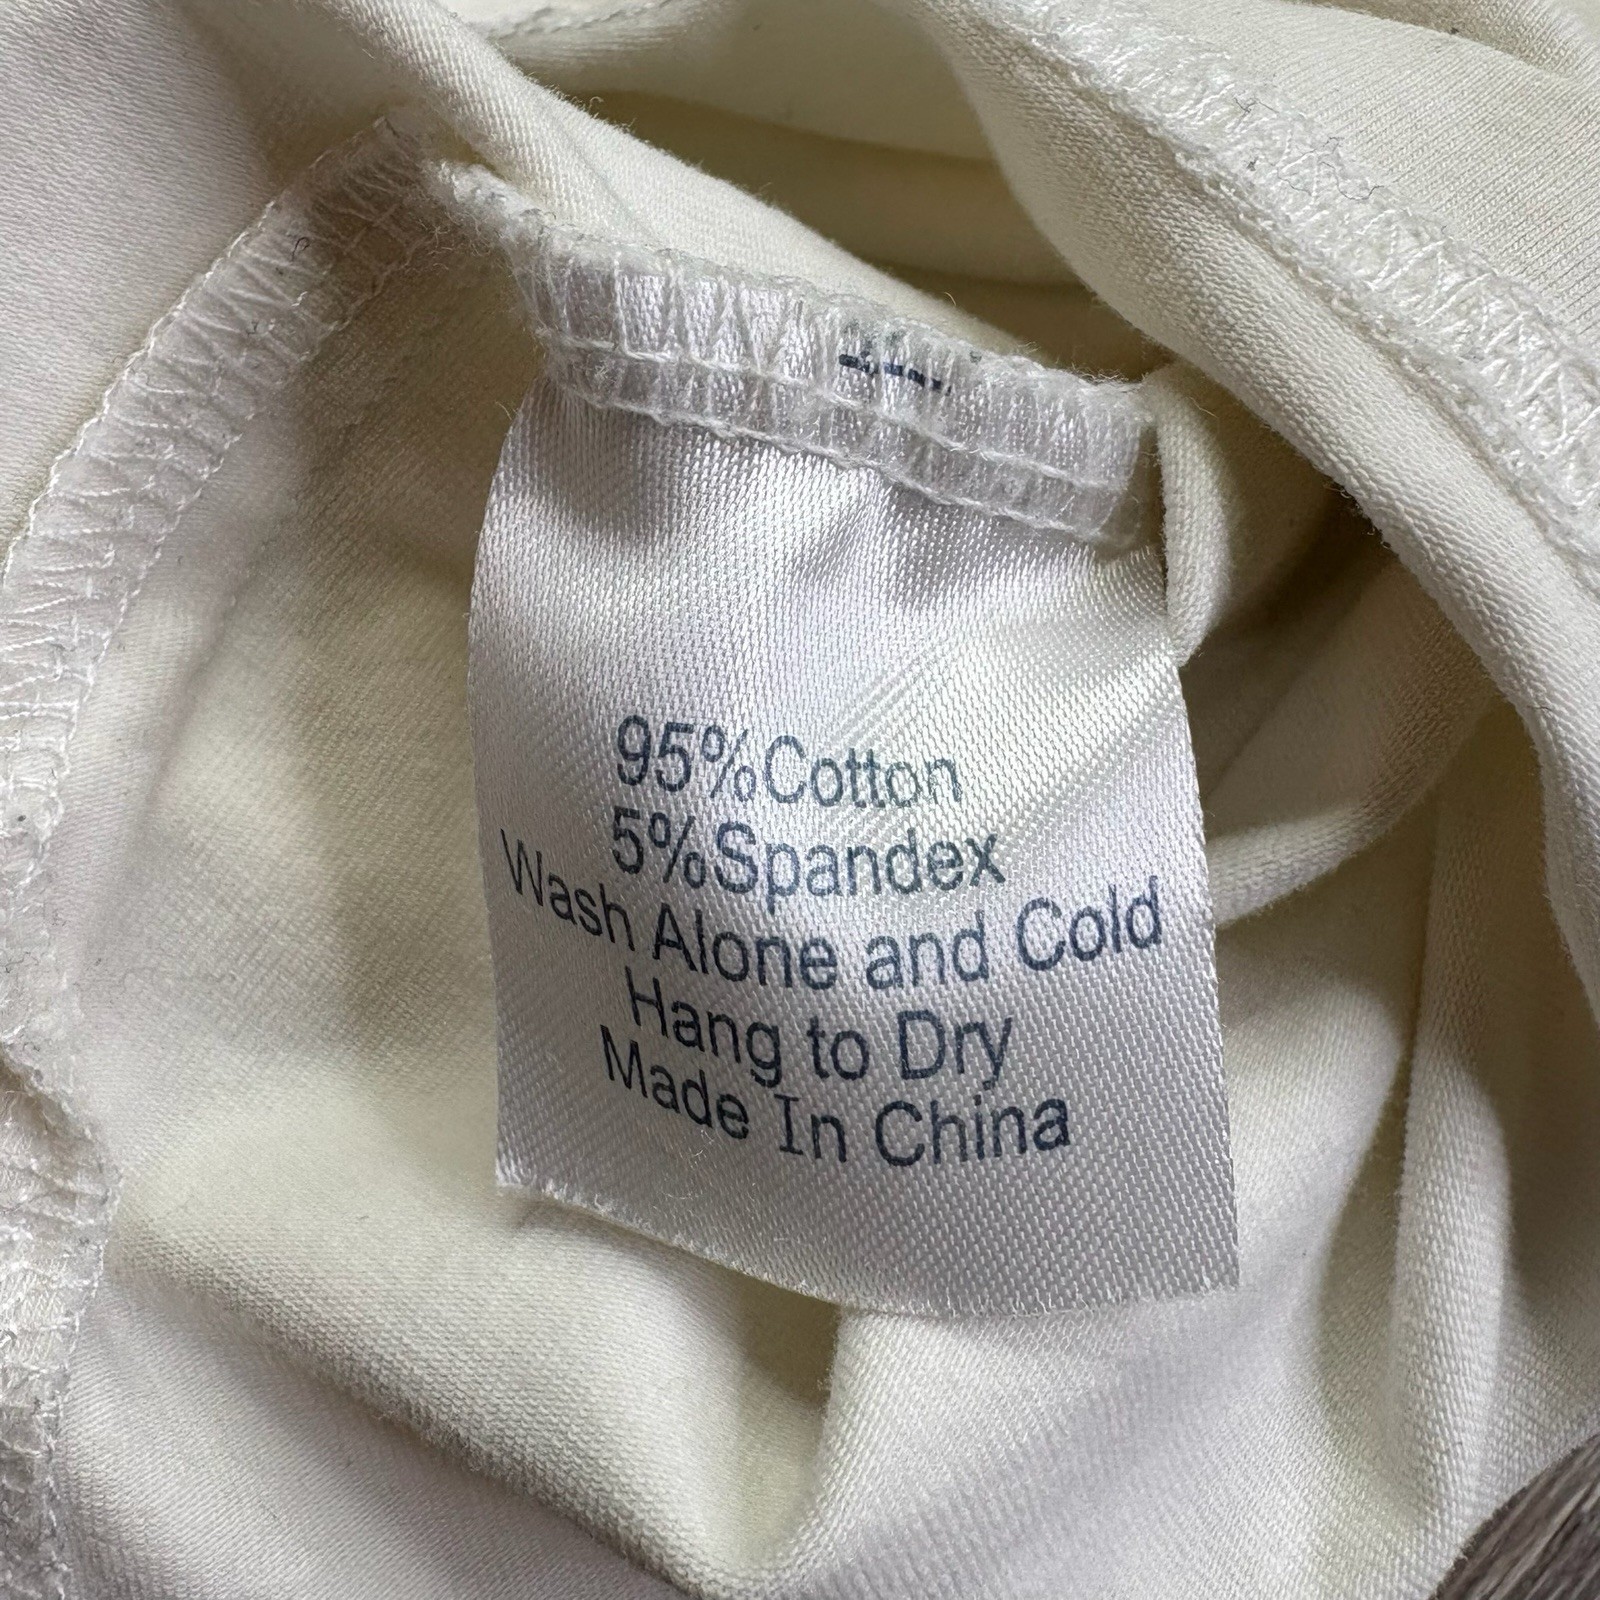 95%Cotton
5%Spandex
Wash Alone and Cold
Hang to Dry
Made In China